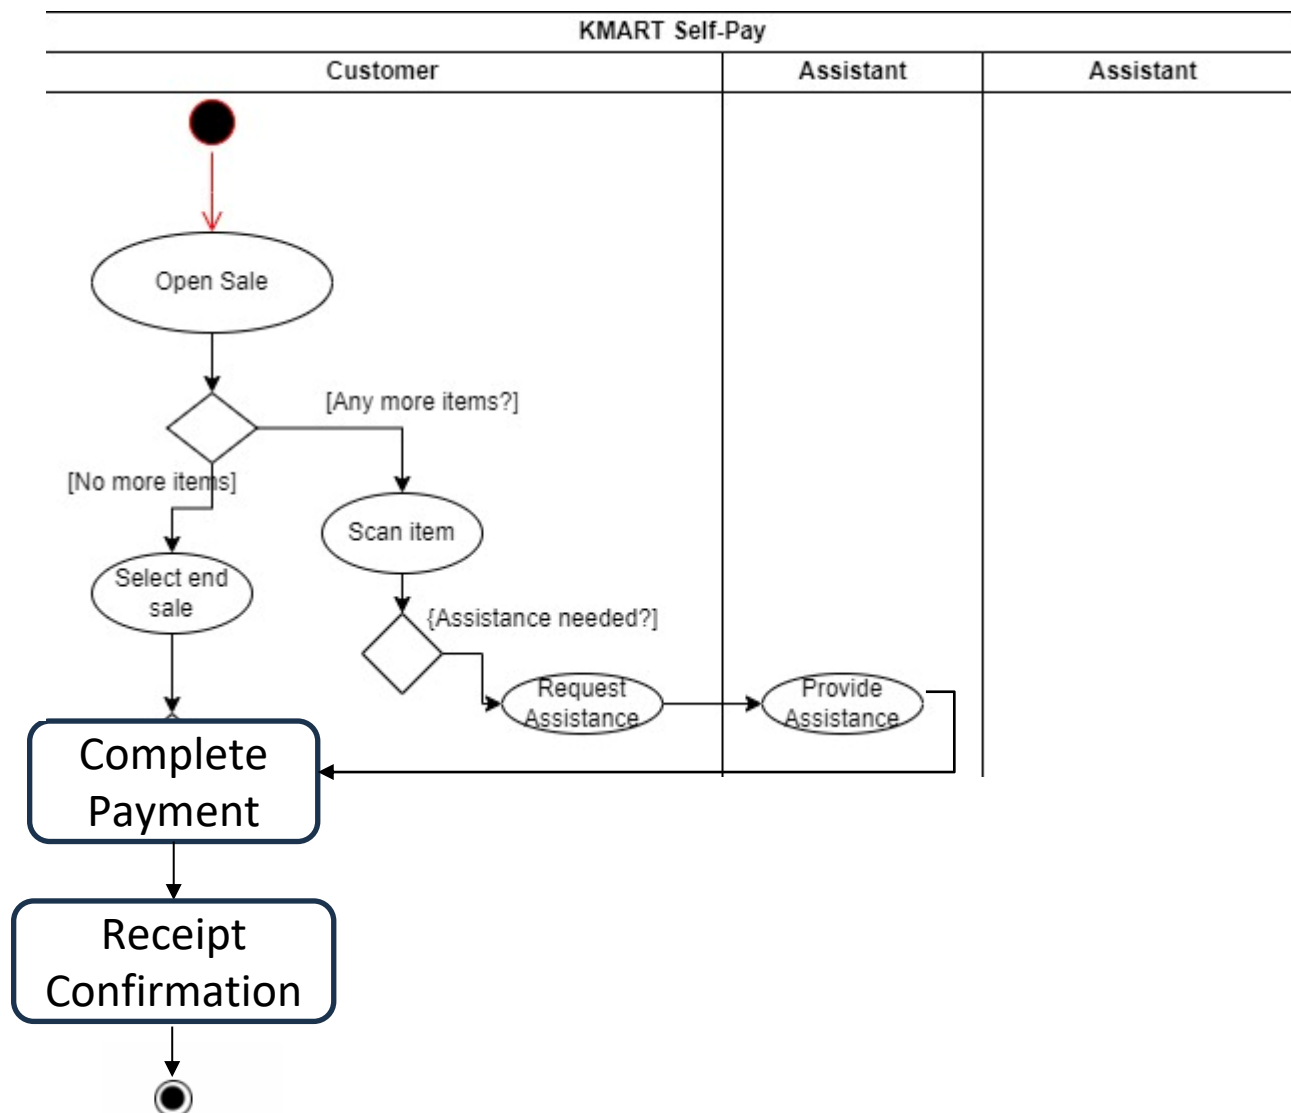 KMART Self-Pay
Customer
Assistant
Assistant
Open Sale
[Any more items?]
[No more items]
Scan item
Select end
sale
{Assistance needed?]
Request
Assistance
Provide
Assistance
Complete
Payment
Receipt
Confirmation